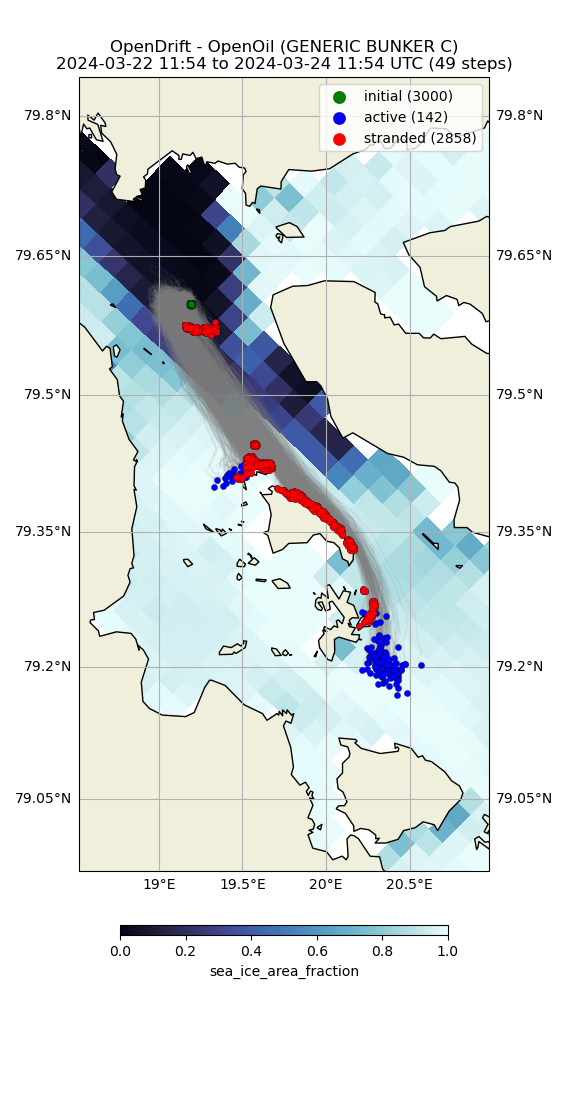 OpenDrift - OpenOil (GENERIC BUNKER C)
2024-03-22 11:54 to 2024-03-24 11:54 UTC (49 steps)
initial (3000)
active (142)
stranded (2858)
79.8°N 79.8°N
79.65°N 79.65°N
79.5°N 79.5°N
79.35°N 79.35°N
79.2°N 79.2°N
79.05°N 79.05°N
19°E 19.5°E 20°E 20.5°E
0.0 0.2 0.4 0.6 0.8 1.0
sea_ice_area_fraction